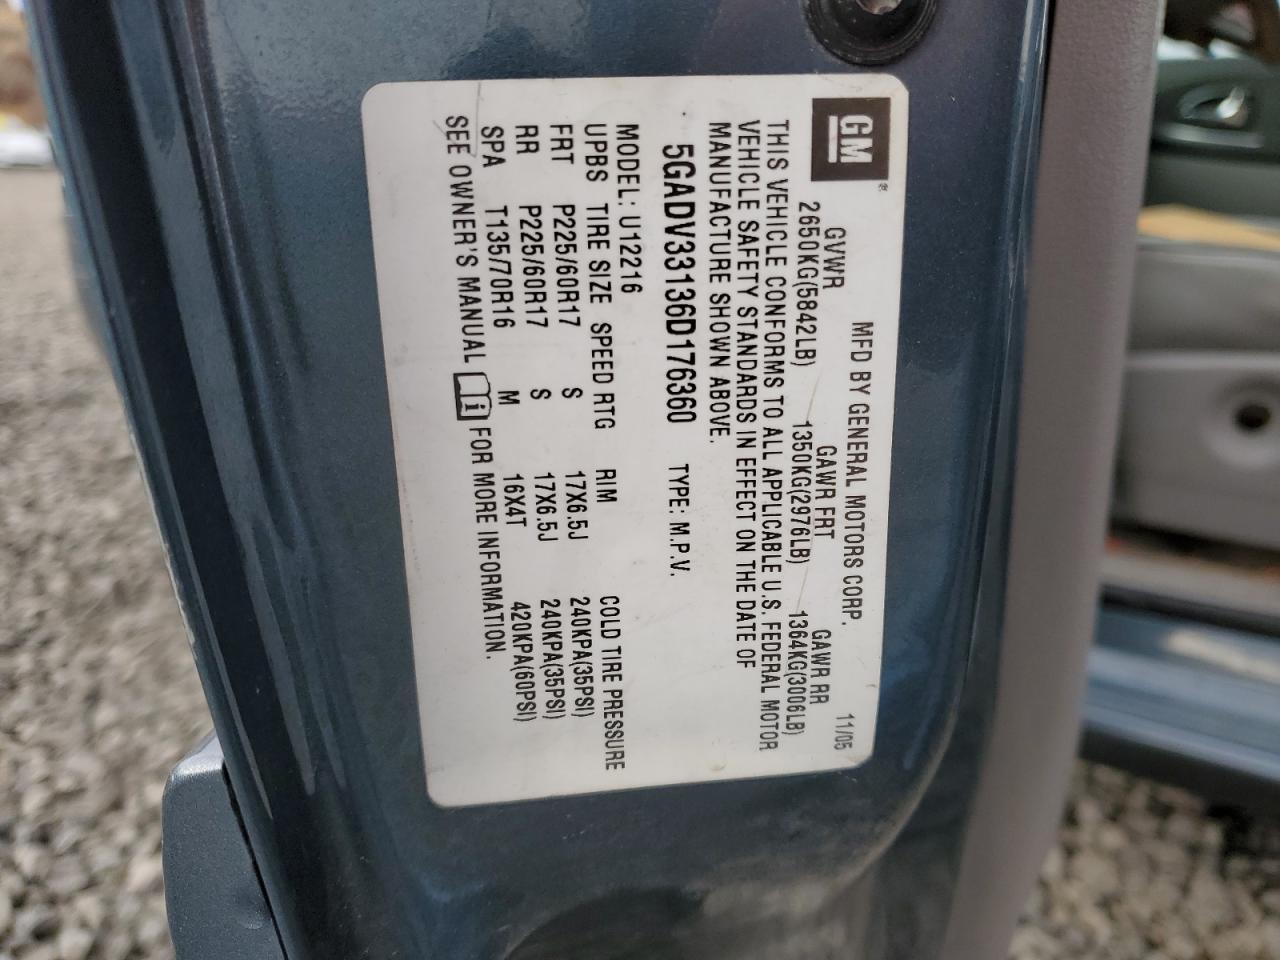 GM®
MFD BY GENERAL MOTORS CORP. 11/05
GVWR GAWR FRT GAWR RR
2650KG(5842LB) 1350KG(2976LB) 1364KG(3006LB)
THIS VEHICLE CONFORMS TO ALL APPLICABLE U.S. FEDERAL MOTOR
VEHICLE SAFETY STANDARDS IN EFFECT ON THE DATE OF
MANUFACTURE SHOWN ABOVE.
5GADV33136D176360 TYPE: M.P.V.
MODEL: U12216
UPBS TIRE SIZE SPEED RTG RIM COLD TIRE PRESSURE
FRT P225/60R17 S 17X6.5J 240KPA(35PSI)
RR P225/60R17 S 17X6.5J 240KPA(35PSI)
SPA T135/70R16 M 16X4T 420KPA(60PSI)
SEE OWNER'S MANUAL i FOR MORE INFORMATION.